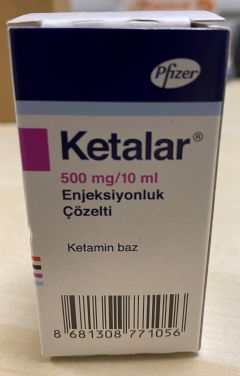 Pfizer
Ketalar®
500 mg/10 ml
Enjeksiyonluk
Çözelti
Ketamin baz
8 681308 771056